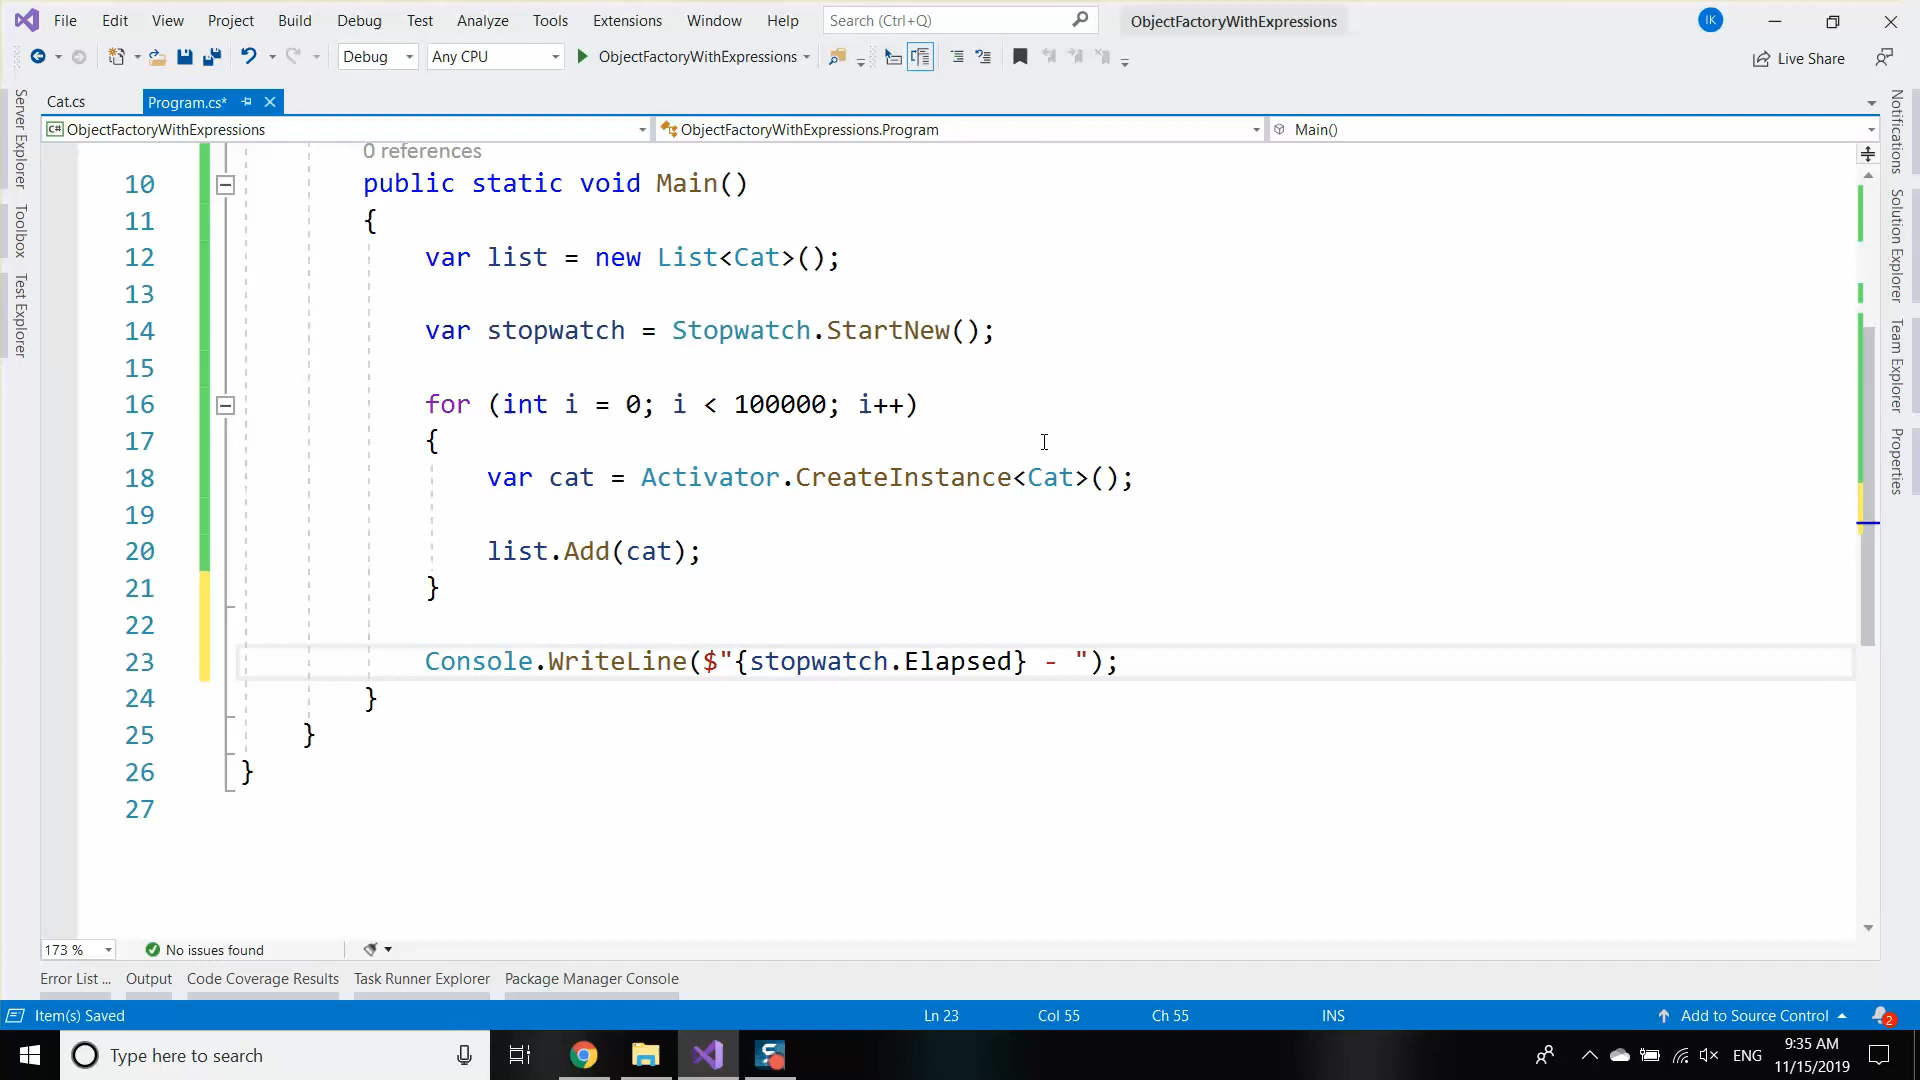 File Edit View Project Build Debug Test Analyze Tools Extensions Window Help Search (Ctrl+Q) ObjectFactoryWithExpressions IK
Debug Any CPU ObjectFactoryWithExpressions Live Share
Cat.cs Program.cs*
C# ObjectFactoryWithExpressions ObjectFactoryWithExpressions.Program Main()
Server Explorer
Toolbox
Test Explorer
0 references
10 public static void Main()
11 {
12 var list = new List<Cat>();
13
14 var stopwatch = Stopwatch.StartNew();
15
16 for (int i = 0; i < 100000; i++)
17 {
18 var cat = Activator.CreateInstance<Cat>();
19
20 list.Add(cat);
21 }
22
23 Console.WriteLine($"{stopwatch.Elapsed} - ");
24 }
25 }
26 }
27
Notifications
Solution Explorer
Team Explorer
Properties
173 % No issues found
Error List ... Output Code Coverage Results Task Runner Explorer Package Manager Console
Item(s) Saved Ln 23 Col 55 Ch 55 INS Add to Source Control 2
Type here to search ENG 9:35 AM
11/15/2019